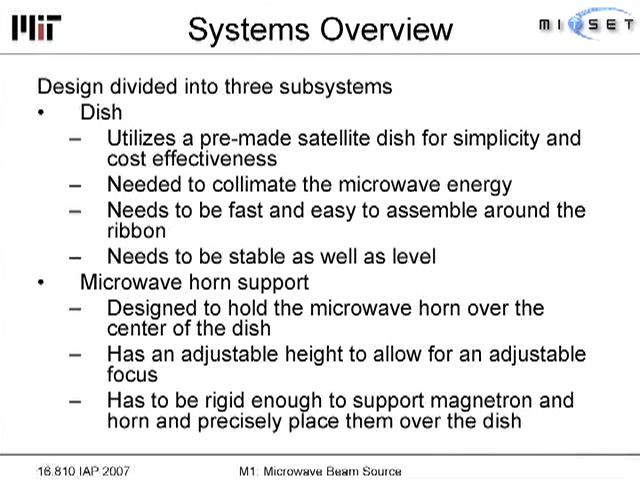 MIT
MITSET
Systems Overview
Design divided into three subsystems
• Dish
– Utilizes a pre-made satellite dish for simplicity and
cost effectiveness
– Needed to collimate the microwave energy
– Needs to be fast and easy to assemble around the
ribbon
– Needs to be stable as well as level
• Microwave horn support
– Designed to hold the microwave horn over the
center of the dish
– Has an adjustable height to allow for an adjustable
focus
– Has to be rigid enough to support magnetron and
horn and precisely place them over the dish
16.810 IAP 2007
M1: Microwave Beam Source